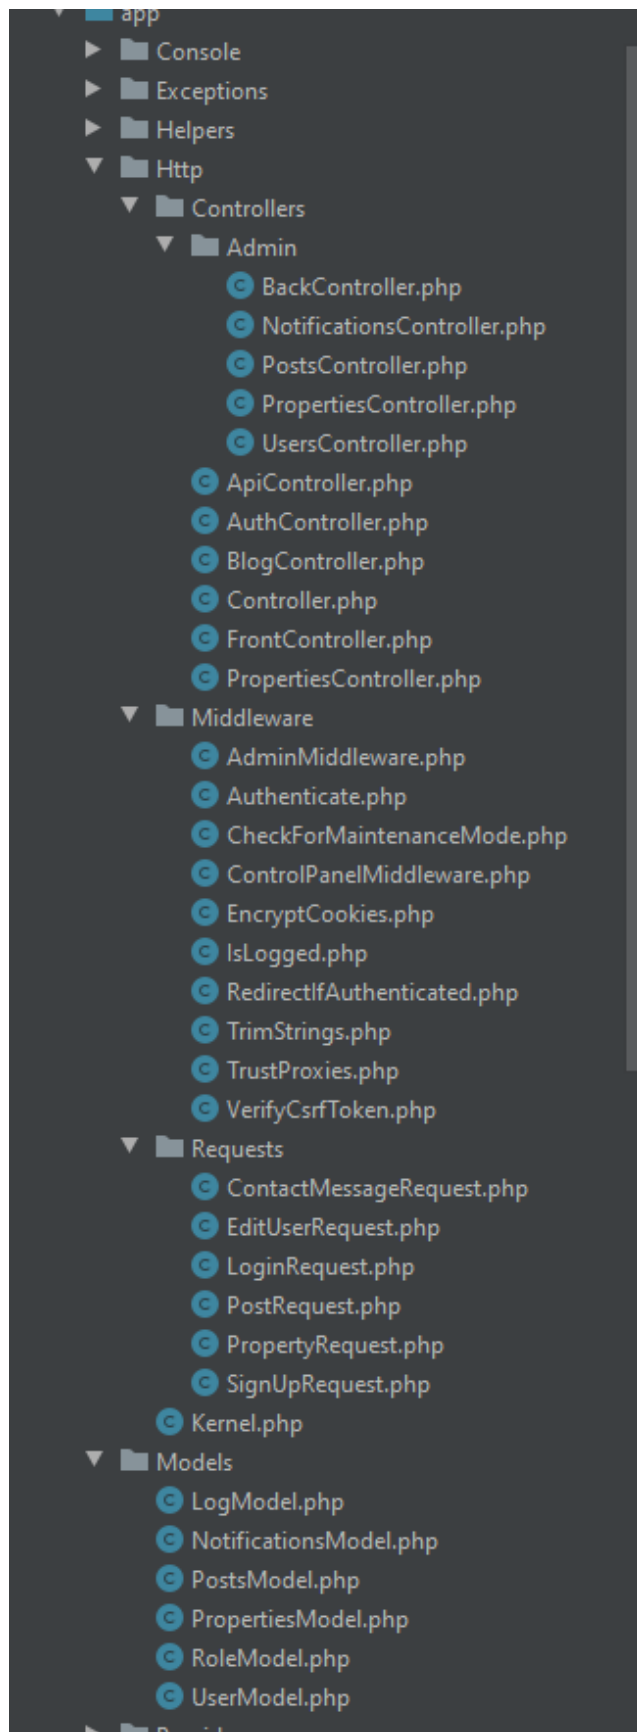 app
Console
Exceptions
Helpers
Http
Controllers
Admin
BackController.php
NotificationsController.php
PostsController.php
PropertiesController.php
UsersController.php
ApiController.php
AuthController.php
BlogController.php
Controller.php
FrontController.php
PropertiesController.php
Middleware
AdminMiddleware.php
Authenticate.php
CheckForMaintenanceMode.php
ControlPanelMiddleware.php
EncryptCookies.php
IsLogged.php
RedirectIfAuthenticated.php
TrimStrings.php
TrustProxies.php
VerifyCsrfToken.php
Requests
ContactMessageRequest.php
EditUserRequest.php
LoginRequest.php
PostRequest.php
PropertyRequest.php
SignUpRequest.php
Kernel.php
Models
LogModel.php
NotificationsModel.php
PostsModel.php
PropertiesModel.php
RoleModel.php
UserModel.php